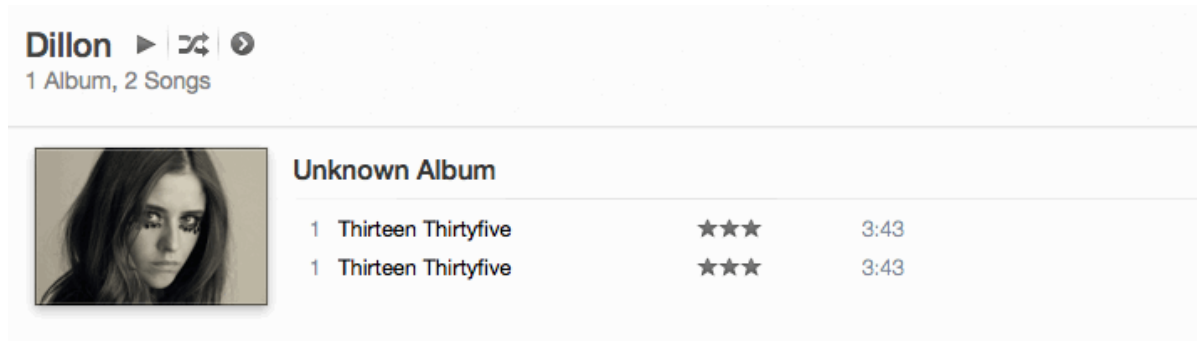 Dillon
1 Album, 2 Songs
Unknown Album
1 Thirteen Thirtyfive ★★★ 3:43
1 Thirteen Thirtyfive ★★★ 3:43